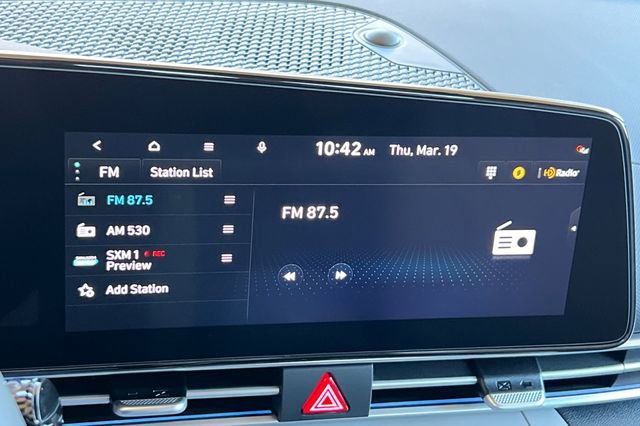 10:42 AM Thu, Mar. 19
FM Station List HD Radio
FM 87.5
AM 530
SXM 1 REC
Preview
Add Station
FM 87.5